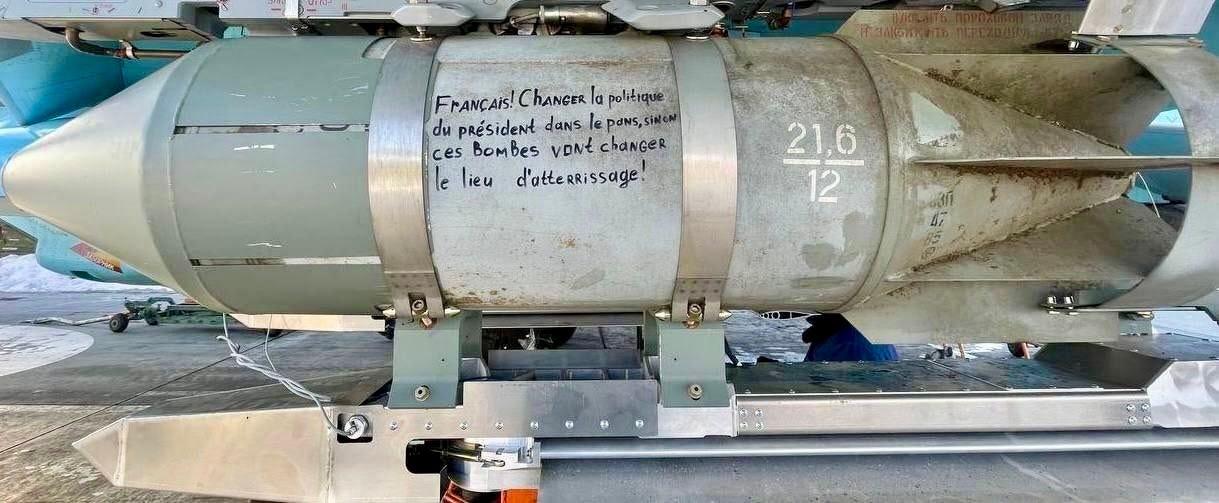 FRANÇAIS! CHANGER la politique
du président dans le pans, sinon
ces Bombes vont changer
le lieu d'atterrissage!
21,6
12
47